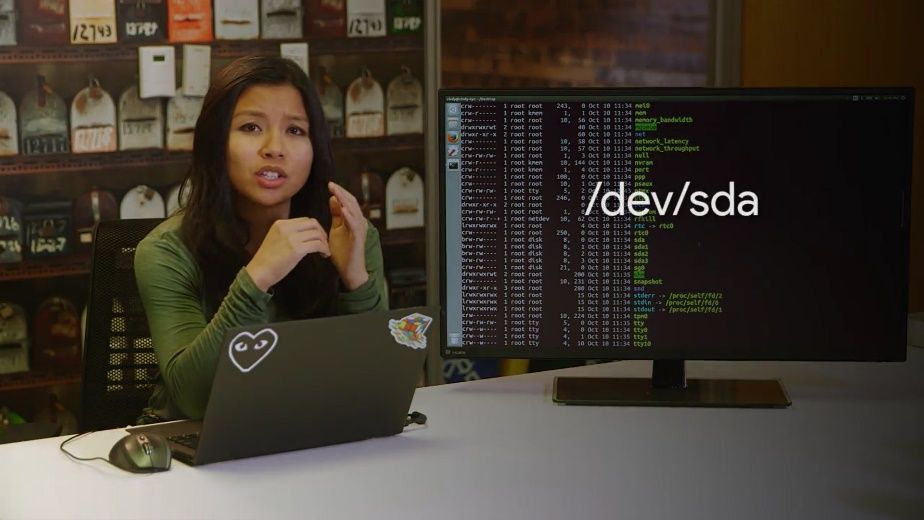 12743
12743
/dev/sda
crw------- 1 root root 243, 0 Oct 10 11:34 mei0
crw-r----- 1 root kmem 1, 1 Oct 10 11:34 mem
crw------- 1 root root 10, 56 Oct 10 11:34 memory_bandwidth
drwxrwxrwt 2 root root 40 Oct 10 11:34 mqueue
drwxr-xr-x 2 root root 60 Oct 10 11:34 net
crw------- 1 root root 10, 58 Oct 10 11:34 network_latency
crw------- 1 root root 10, 57 Oct 10 11:34 network_throughput
crw-rw-rw- 1 root root 1, 3 Oct 10 11:34 null
crw-r----- 1 root kmem 10, 144 Oct 10 11:34 nvram
crw-r----- 1 root kmem 1, 4 Oct 10 11:34 port
crw------- 1 root root 108, 0 Oct 10 11:34 ppp
crw------- 1 root root 10, 1 Oct 10 11:34 psaux
crw-rw-rw- 1 root tty 5, 2 Oct 10 11:34
crw------- 1 root root 246, 0 Oct 10
drwxr-xr-x 2 root root
crw-rw-rw- 1 root root 1,
crw-rw-r-- 1 root netdev 10, 62 Oct 10 11:34 rfkill
lrwxrwxrwx 1 root root 4 Oct 10 11:34 rtc -> rtc0
crw------- 1 root root 250, 0 Oct 10 11:34 rtc0
brw-rw---- 1 root disk 8, 0 Oct 10 11:34 sda
brw-rw---- 1 root disk 8, 1 Oct 10 11:34 sda1
brw-rw---- 1 root disk 8, 2 Oct 10 11:34 sda2
brw-rw---- 1 root disk 8, 3 Oct 10 11:34 sda3
crw-rw---- 1 root disk 21, 0 Oct 10 11:34 sg0
drwxrwxrwt 2 root root 200 Oct 10 11:35 shm
crw------- 1 root root 10, 231 Oct 10 11:34 snapshot
drwxr-xr-x 3 root root 280 Oct 10 11:34 snd
lrwxrwxrwx 1 root root 15 Oct 10 11:34 stderr -> /proc/self/fd/2
lrwxrwxrwx 1 root root 15 Oct 10 11:34 stdin -> /proc/self/fd/0
lrwxrwxrwx 1 root root 15 Oct 10 11:34 stdout -> /proc/self/fd/1
crw------- 1 root root 10, 224 Oct 10 11:34 tpm0
crw-rw-rw- 1 root tty 5, 0 Oct 10 11:35 tty
crw--w---- 1 root tty 4, 0 Oct 10 11:34 tty0
crw--w---- 1 root tty 4, 1 Oct 10 11:35 tty1
crw--w---- 1 root tty 4, 10 Oct 10 11:34 tty10